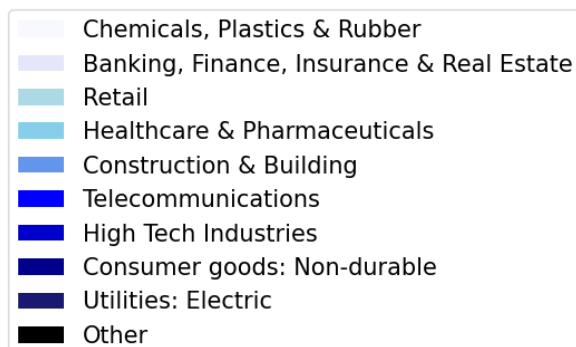 Chemicals, Plastics & Rubber
Banking, Finance, Insurance & Real Estate
Retail
Healthcare & Pharmaceuticals
Construction & Building
Telecommunications
High Tech Industries
Consumer goods: Non-durable
Utilities: Electric
Other